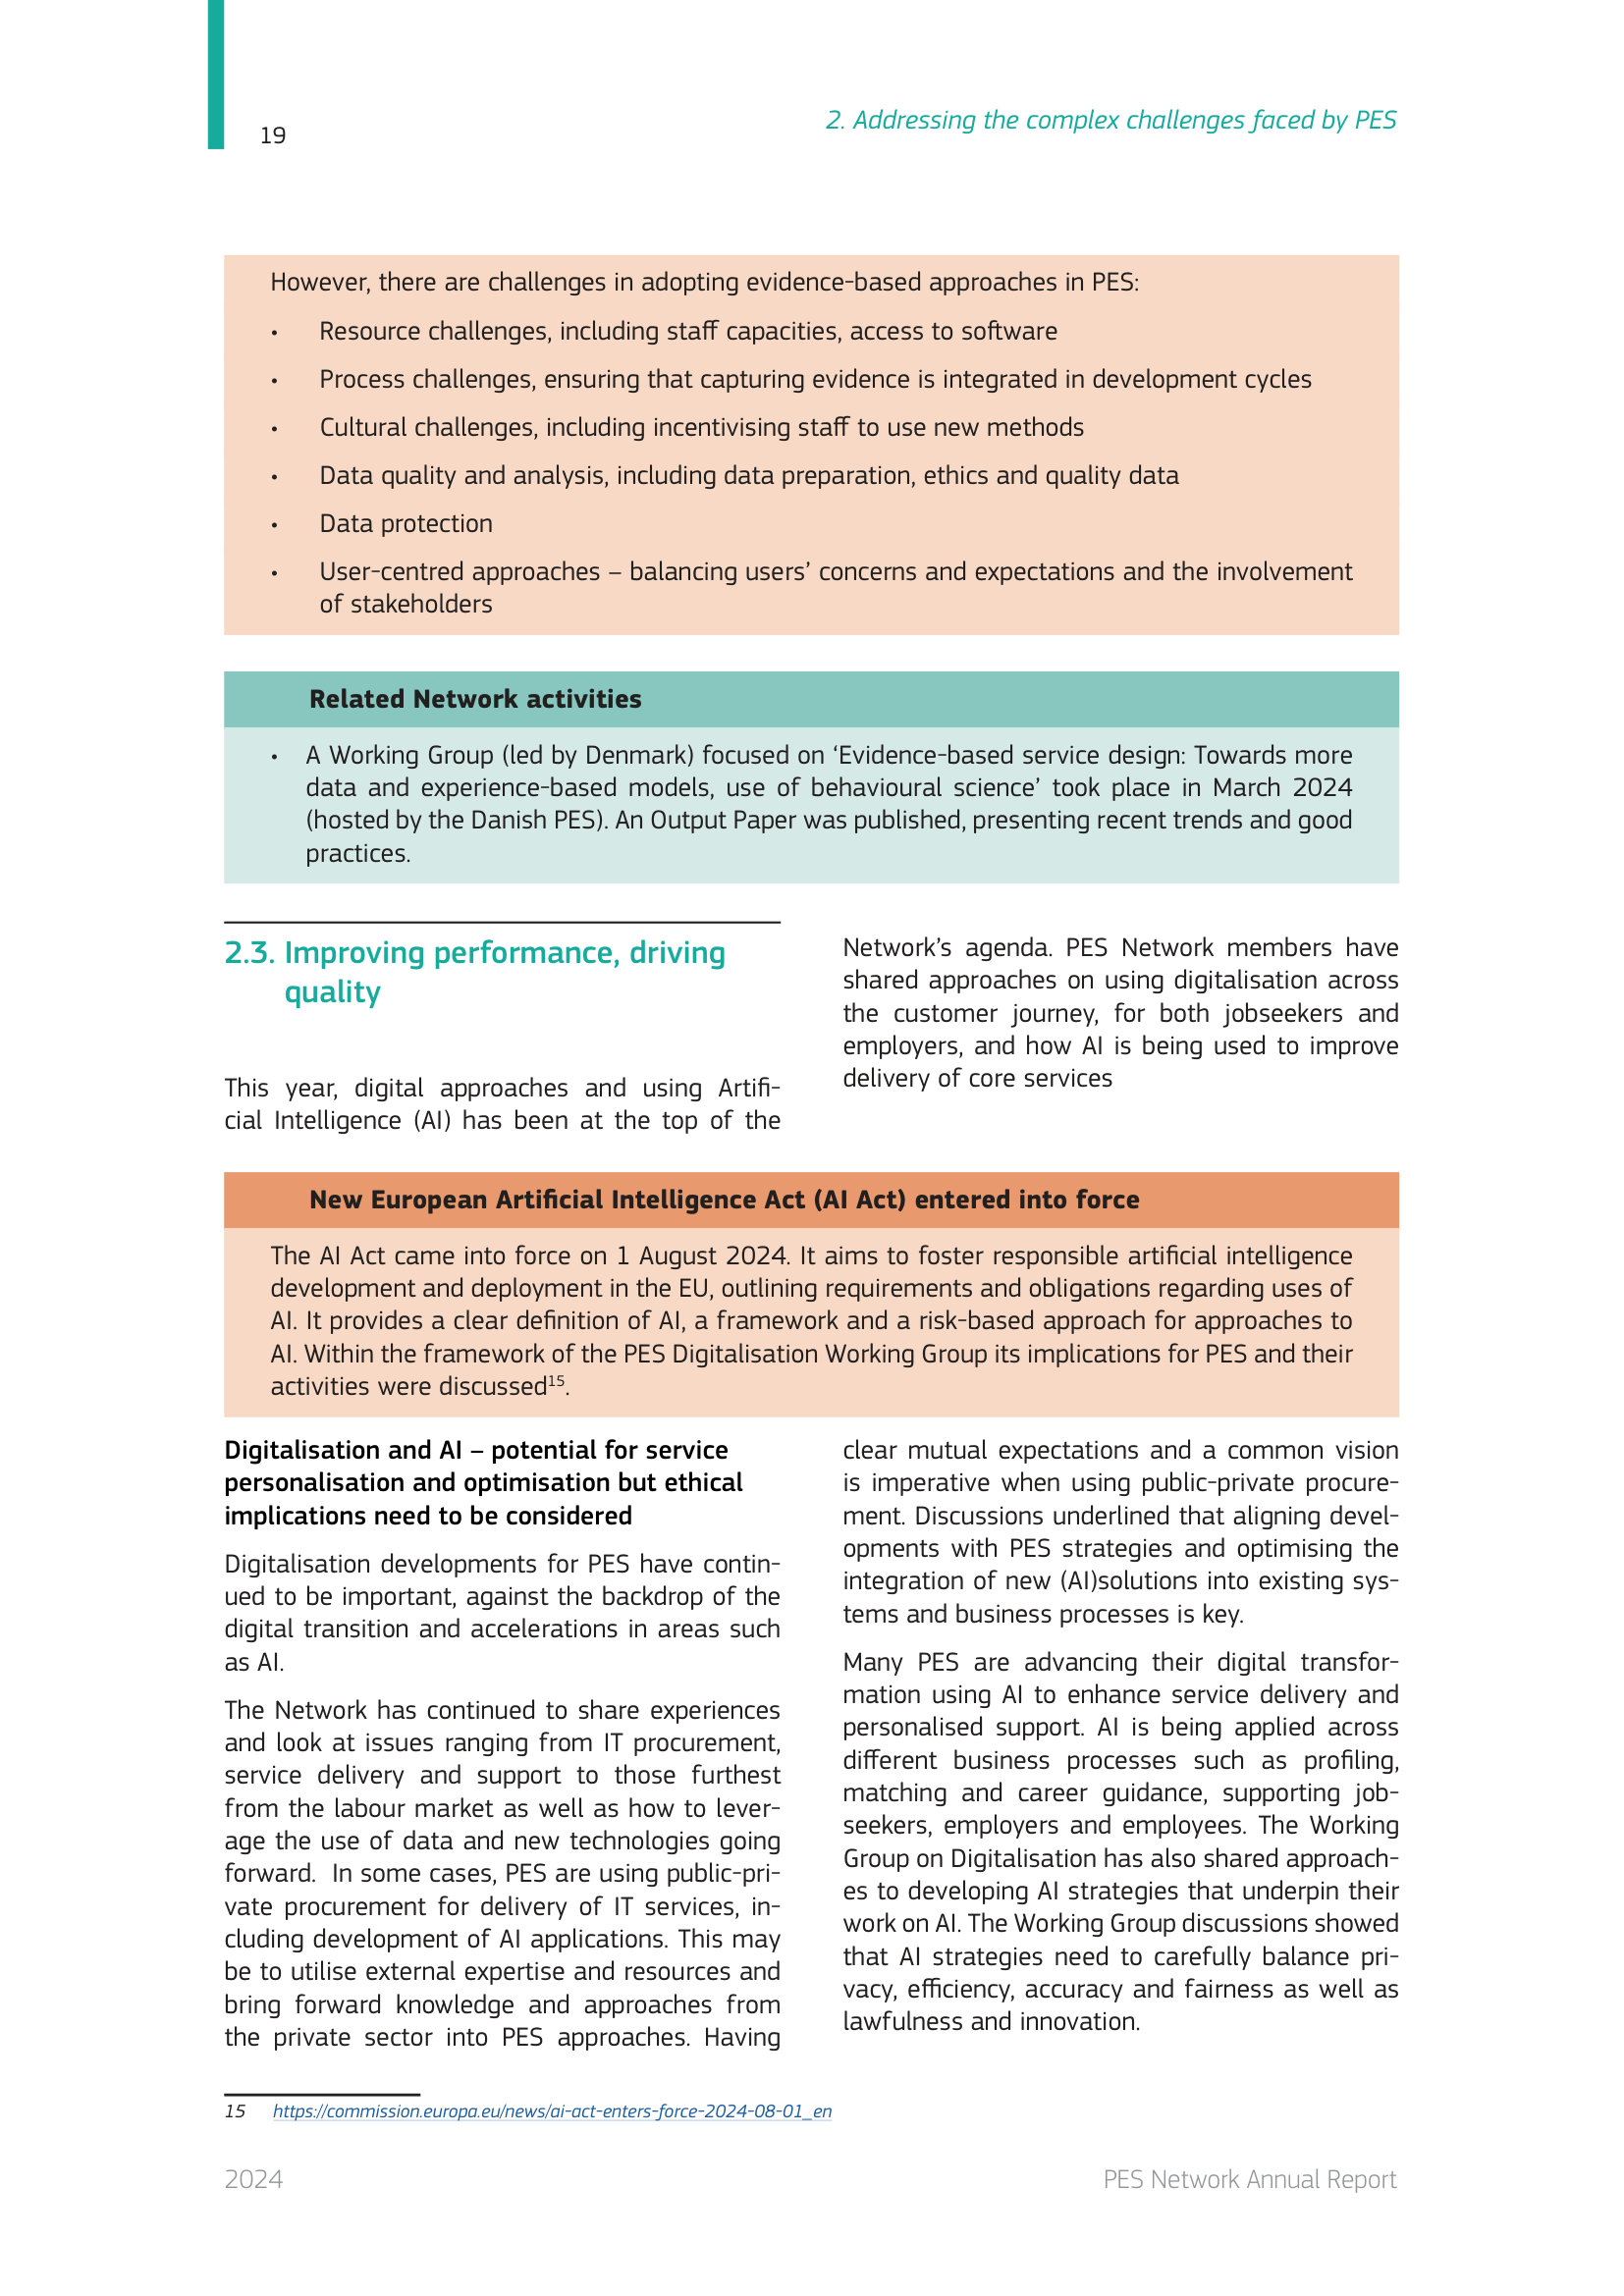 19
2. Addressing the complex challenges faced by PES
However, there are challenges in adopting evidence-based approaches in PES:
• Resource challenges, including staff capacities, access to software
• Process challenges, ensuring that capturing evidence is integrated in development cycles
• Cultural challenges, including incentivising staff to use new methods
• Data quality and analysis, including data preparation, ethics and quality data
• Data protection
• User-centred approaches – balancing users’ concerns and expectations and the involvement
of stakeholders
Related Network activities
• A Working Group (led by Denmark) focused on ‘Evidence-based service design: Towards more
data and experience-based models, use of behavioural science’ took place in March 2024
(hosted by the Danish PES). An Output Paper was published, presenting recent trends and good
practices.
2.3. Improving performance, driving
quality
This year, digital approaches and using Artifi-
cial Intelligence (AI) has been at the top of the
Network’s agenda. PES Network members have
shared approaches on using digitalisation across
the customer journey, for both jobseekers and
employers, and how AI is being used to improve
delivery of core services
New European Artificial Intelligence Act (AI Act) entered into force
The AI Act came into force on 1 August 2024. It aims to foster responsible artificial intelligence
development and deployment in the EU, outlining requirements and obligations regarding uses of
AI. It provides a clear definition of AI, a framework and a risk-based approach for approaches to
AI. Within the framework of the PES Digitalisation Working Group its implications for PES and their
activities were discussed15.
Digitalisation and AI – potential for service
personalisation and optimisation but ethical
implications need to be considered
Digitalisation developments for PES have contin-
ued to be important, against the backdrop of the
digital transition and accelerations in areas such
as AI.
The Network has continued to share experiences
and look at issues ranging from IT procurement,
service delivery and support to those furthest
from the labour market as well as how to lever-
age the use of data and new technologies going
forward. In some cases, PES are using public-pri-
vate procurement for delivery of IT services, in-
cluding development of AI applications. This may
be to utilise external expertise and resources and
bring forward knowledge and approaches from
the private sector into PES approaches. Having
clear mutual expectations and a common vision
is imperative when using public-private procure-
ment. Discussions underlined that aligning devel-
opments with PES strategies and optimising the
integration of new (AI)solutions into existing sys-
tems and business processes is key.
Many PES are advancing their digital transfor-
mation using AI to enhance service delivery and
personalised support. AI is being applied across
different business processes such as profiling,
matching and career guidance, supporting job-
seekers, employers and employees. The Working
Group on Digitalisation has also shared approach-
es to developing AI strategies that underpin their
work on AI. The Working Group discussions showed
that AI strategies need to carefully balance pri-
vacy, efficiency, accuracy and fairness as well as
lawfulness and innovation.
15 https://commission.europa.eu/news/ai-act-enters-force-2024-08-01_en
2024
PES Network Annual Report